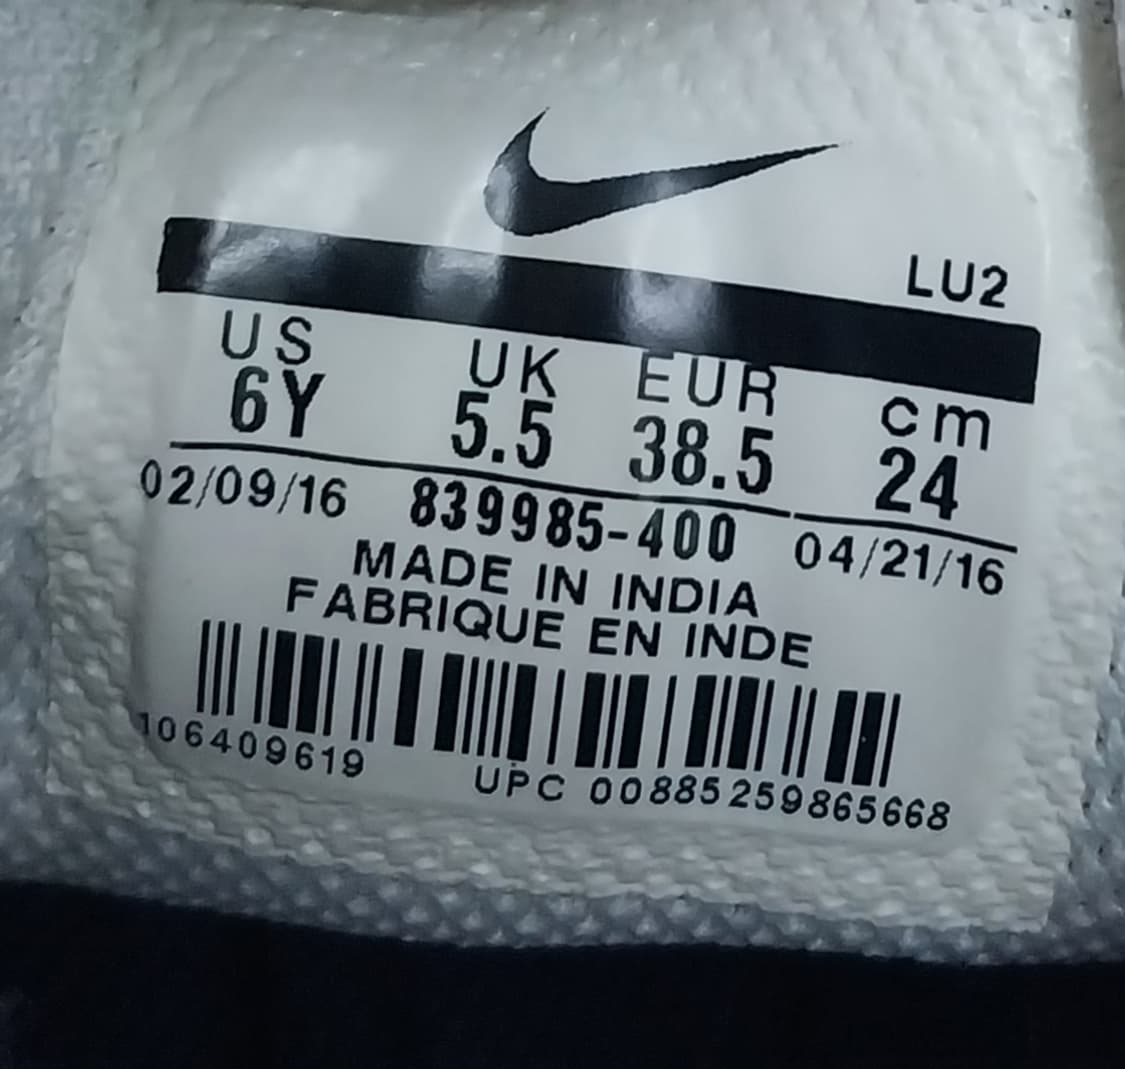 LU2
US UK EUR cm
6Y 5.5 38.5 24
02/09/16 839985-400 04/21/16
MADE IN INDIA
FABRIQUE EN INDE
106409619 UPC 00885259865668